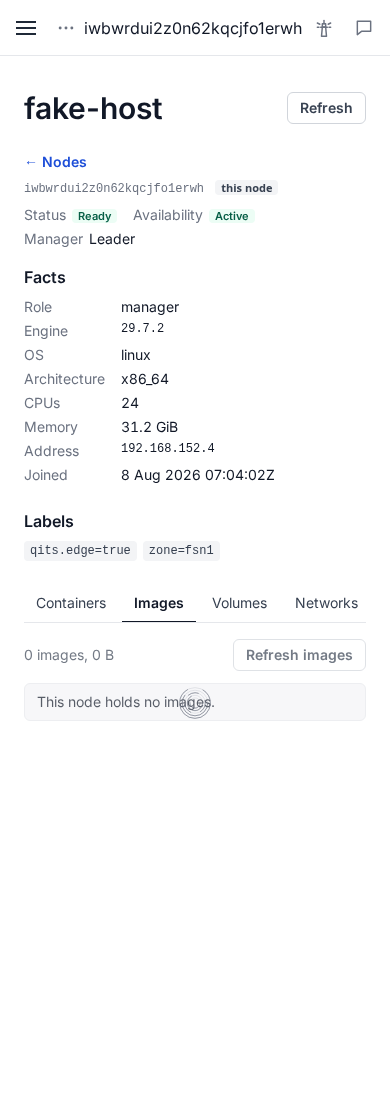 iwbwrdui2z0n62kqcjfo1erwh
fake-host
Refresh
← Nodes
iwbwrdui2z0n62kqcjfo1erwh this node
Status Ready Availability Active
Manager Leader
Facts
Role manager
Engine 29.7.2
OS linux
Architecture x86_64
CPUs 24
Memory 31.2 GiB
Address 192.168.152.4
Joined 8 Aug 2026 07:04:02Z
Labels
qits.edge=true zone=fsn1
Containers Images Volumes Networks
0 images, 0 B Refresh images
This node holds no images.